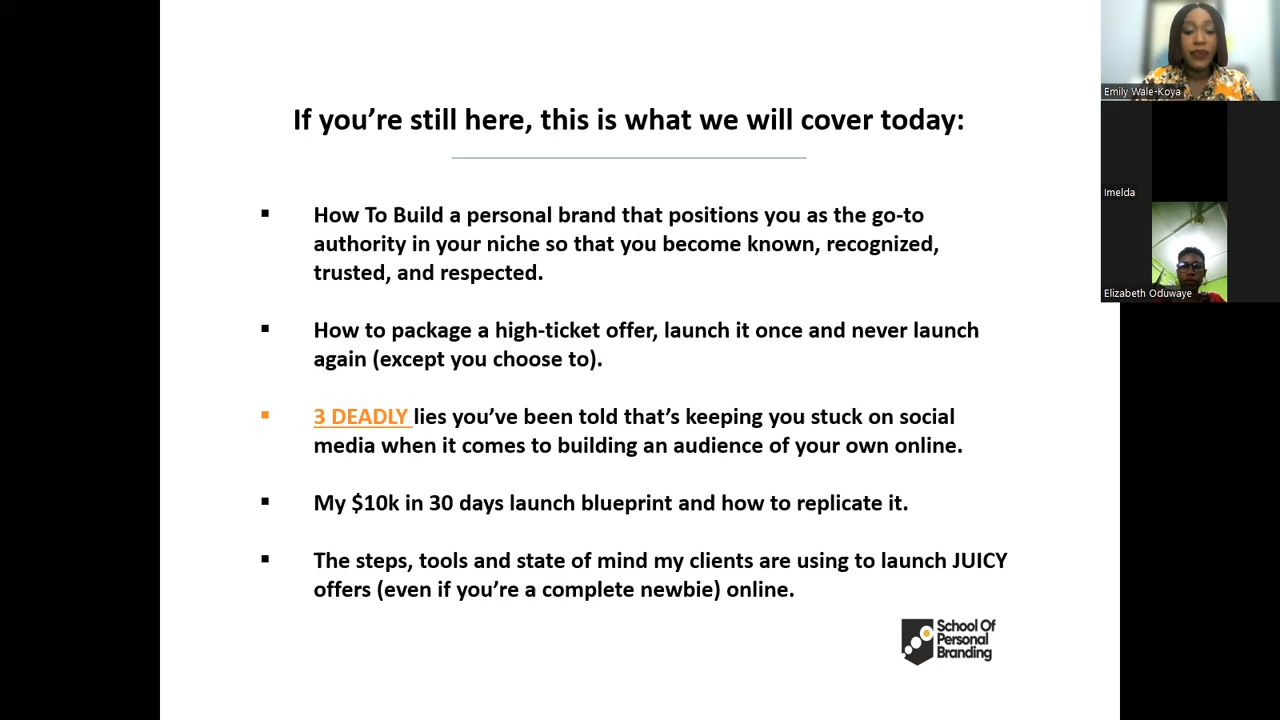 If you’re still here, this is what we will cover today:
▪ How To Build a personal brand that positions you as the go-to
authority in your niche so that you become known, recognized,
trusted, and respected.
▪ How to package a high-ticket offer, launch it once and never launch
again (except you choose to).
▪ 3 DEADLY lies you’ve been told that’s keeping you stuck on social
media when it comes to building an audience of your own online.
▪ My $10k in 30 days launch blueprint and how to replicate it.
▪ The steps, tools and state of mind my clients are using to launch JUICY
offers (even if you’re a complete newbie) online.
School Of
Personal
Branding
Emily Wale-Koya
Imelda
Elizabeth Oduwaye